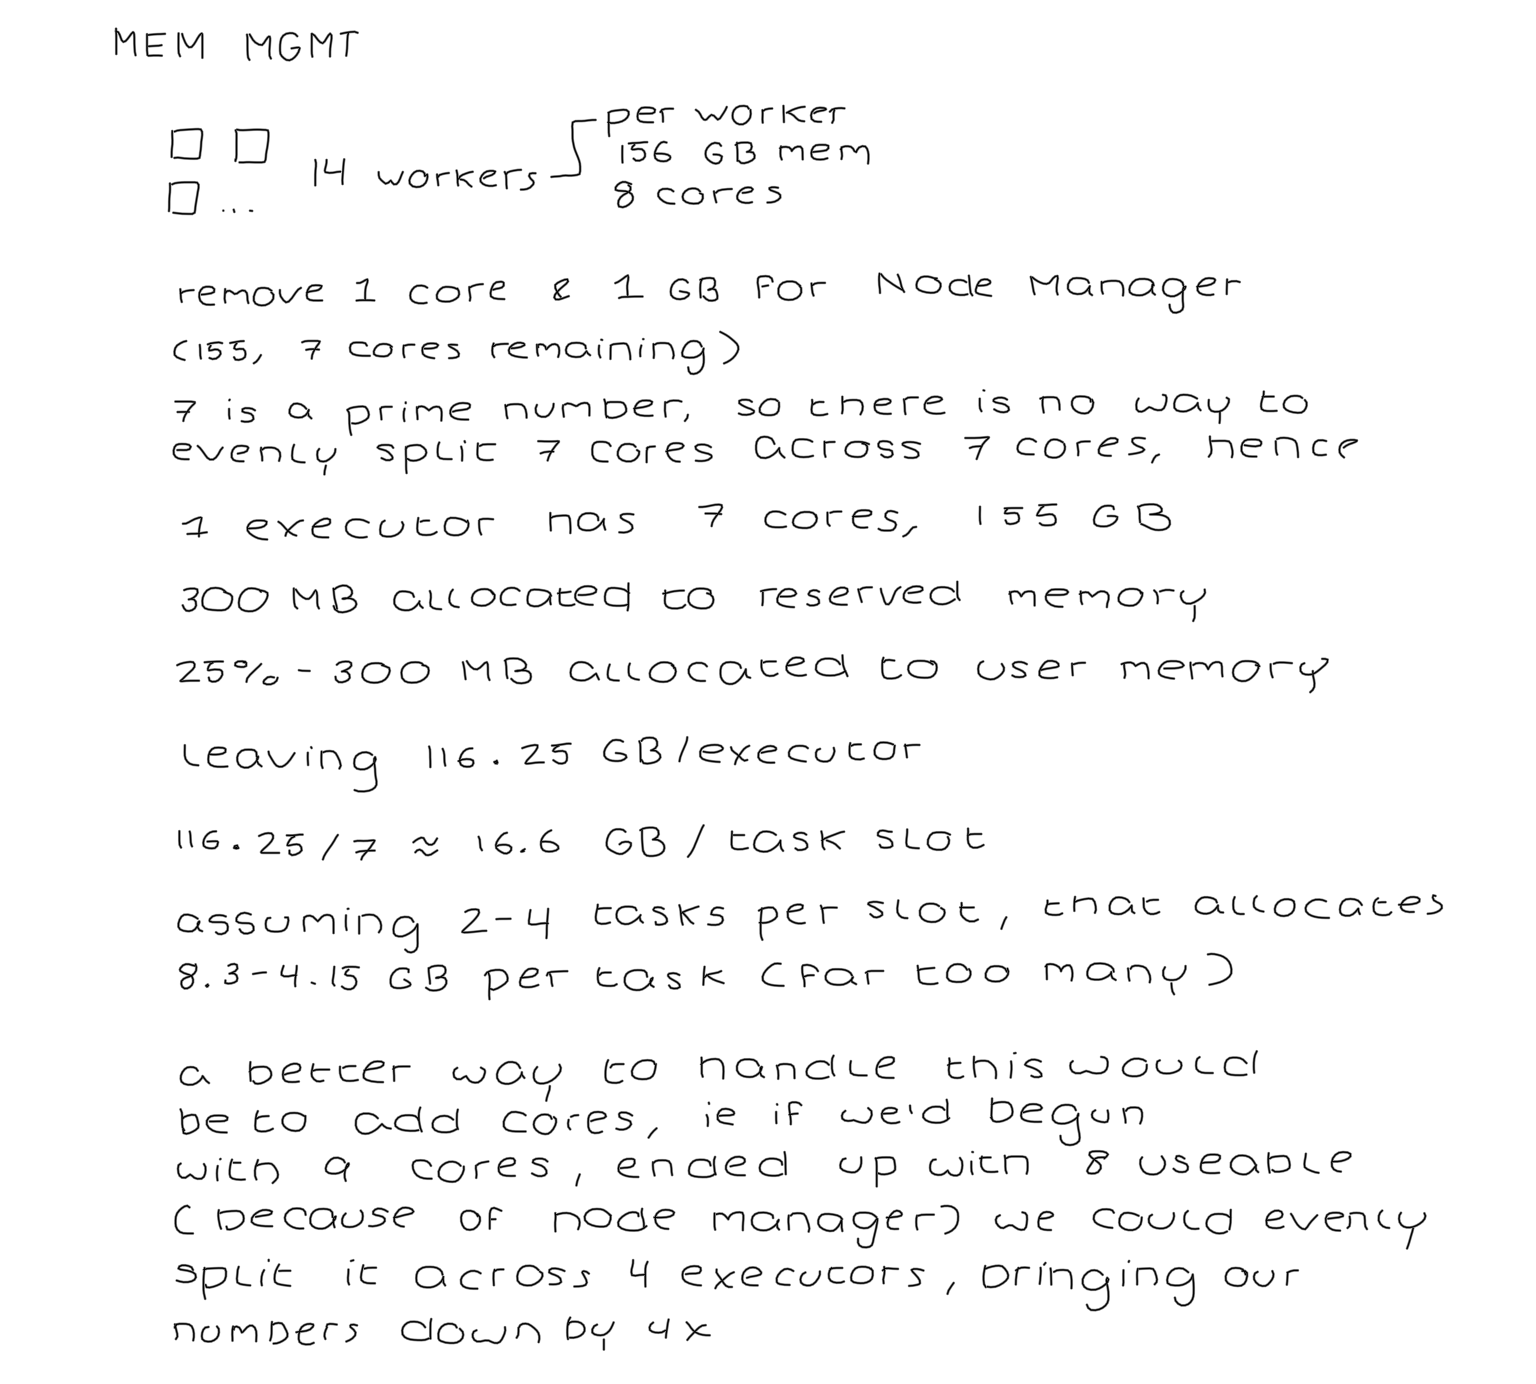 MEM MGMT
per worker
156 GB mem
14 workers
8 cores
...
remove 1 core & 1 GB for Node Manager
(155, 7 cores remaining)
7 is a prime number, so there is no way to
evenly split 7 cores across 7 cores, hence
1 executor has 7 cores, 155 GB
300 MB allocated to reserved memory
25% - 300 MB allocated to user memory
leaving 116.25 GB/executor
116.25/7 ≈ 16.6 GB / task slot
assuming 2-4 tasks per slot, that allocates
8.3-4.15 GB per task (far too many)
a better way to handle this would
be to add cores, ie if we'd begun
with 9 cores, ended up with 8 useable
(because of node manager) we could evenly
split it across 4 executors, bringing our
numbers down by 4x